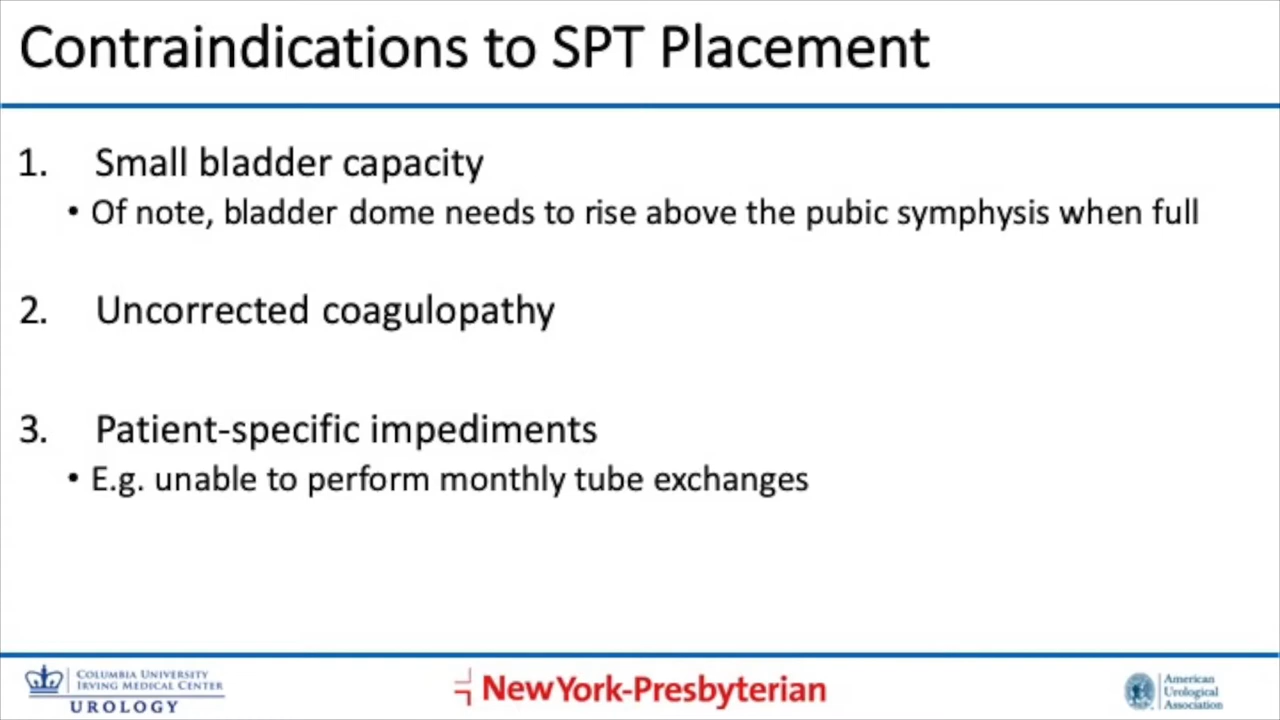 Contraindications to SPT Placement
1. Small bladder capacity
• Of note, bladder dome needs to rise above the pubic symphysis when full
2. Uncorrected coagulopathy
3. Patient-specific impediments
• E.g. unable to perform monthly tube exchanges
COLUMBIA UNIVERSITY
IRVING MEDICAL CENTER
UROLOGY
NewYork-Presbyterian
American
Urological
Association